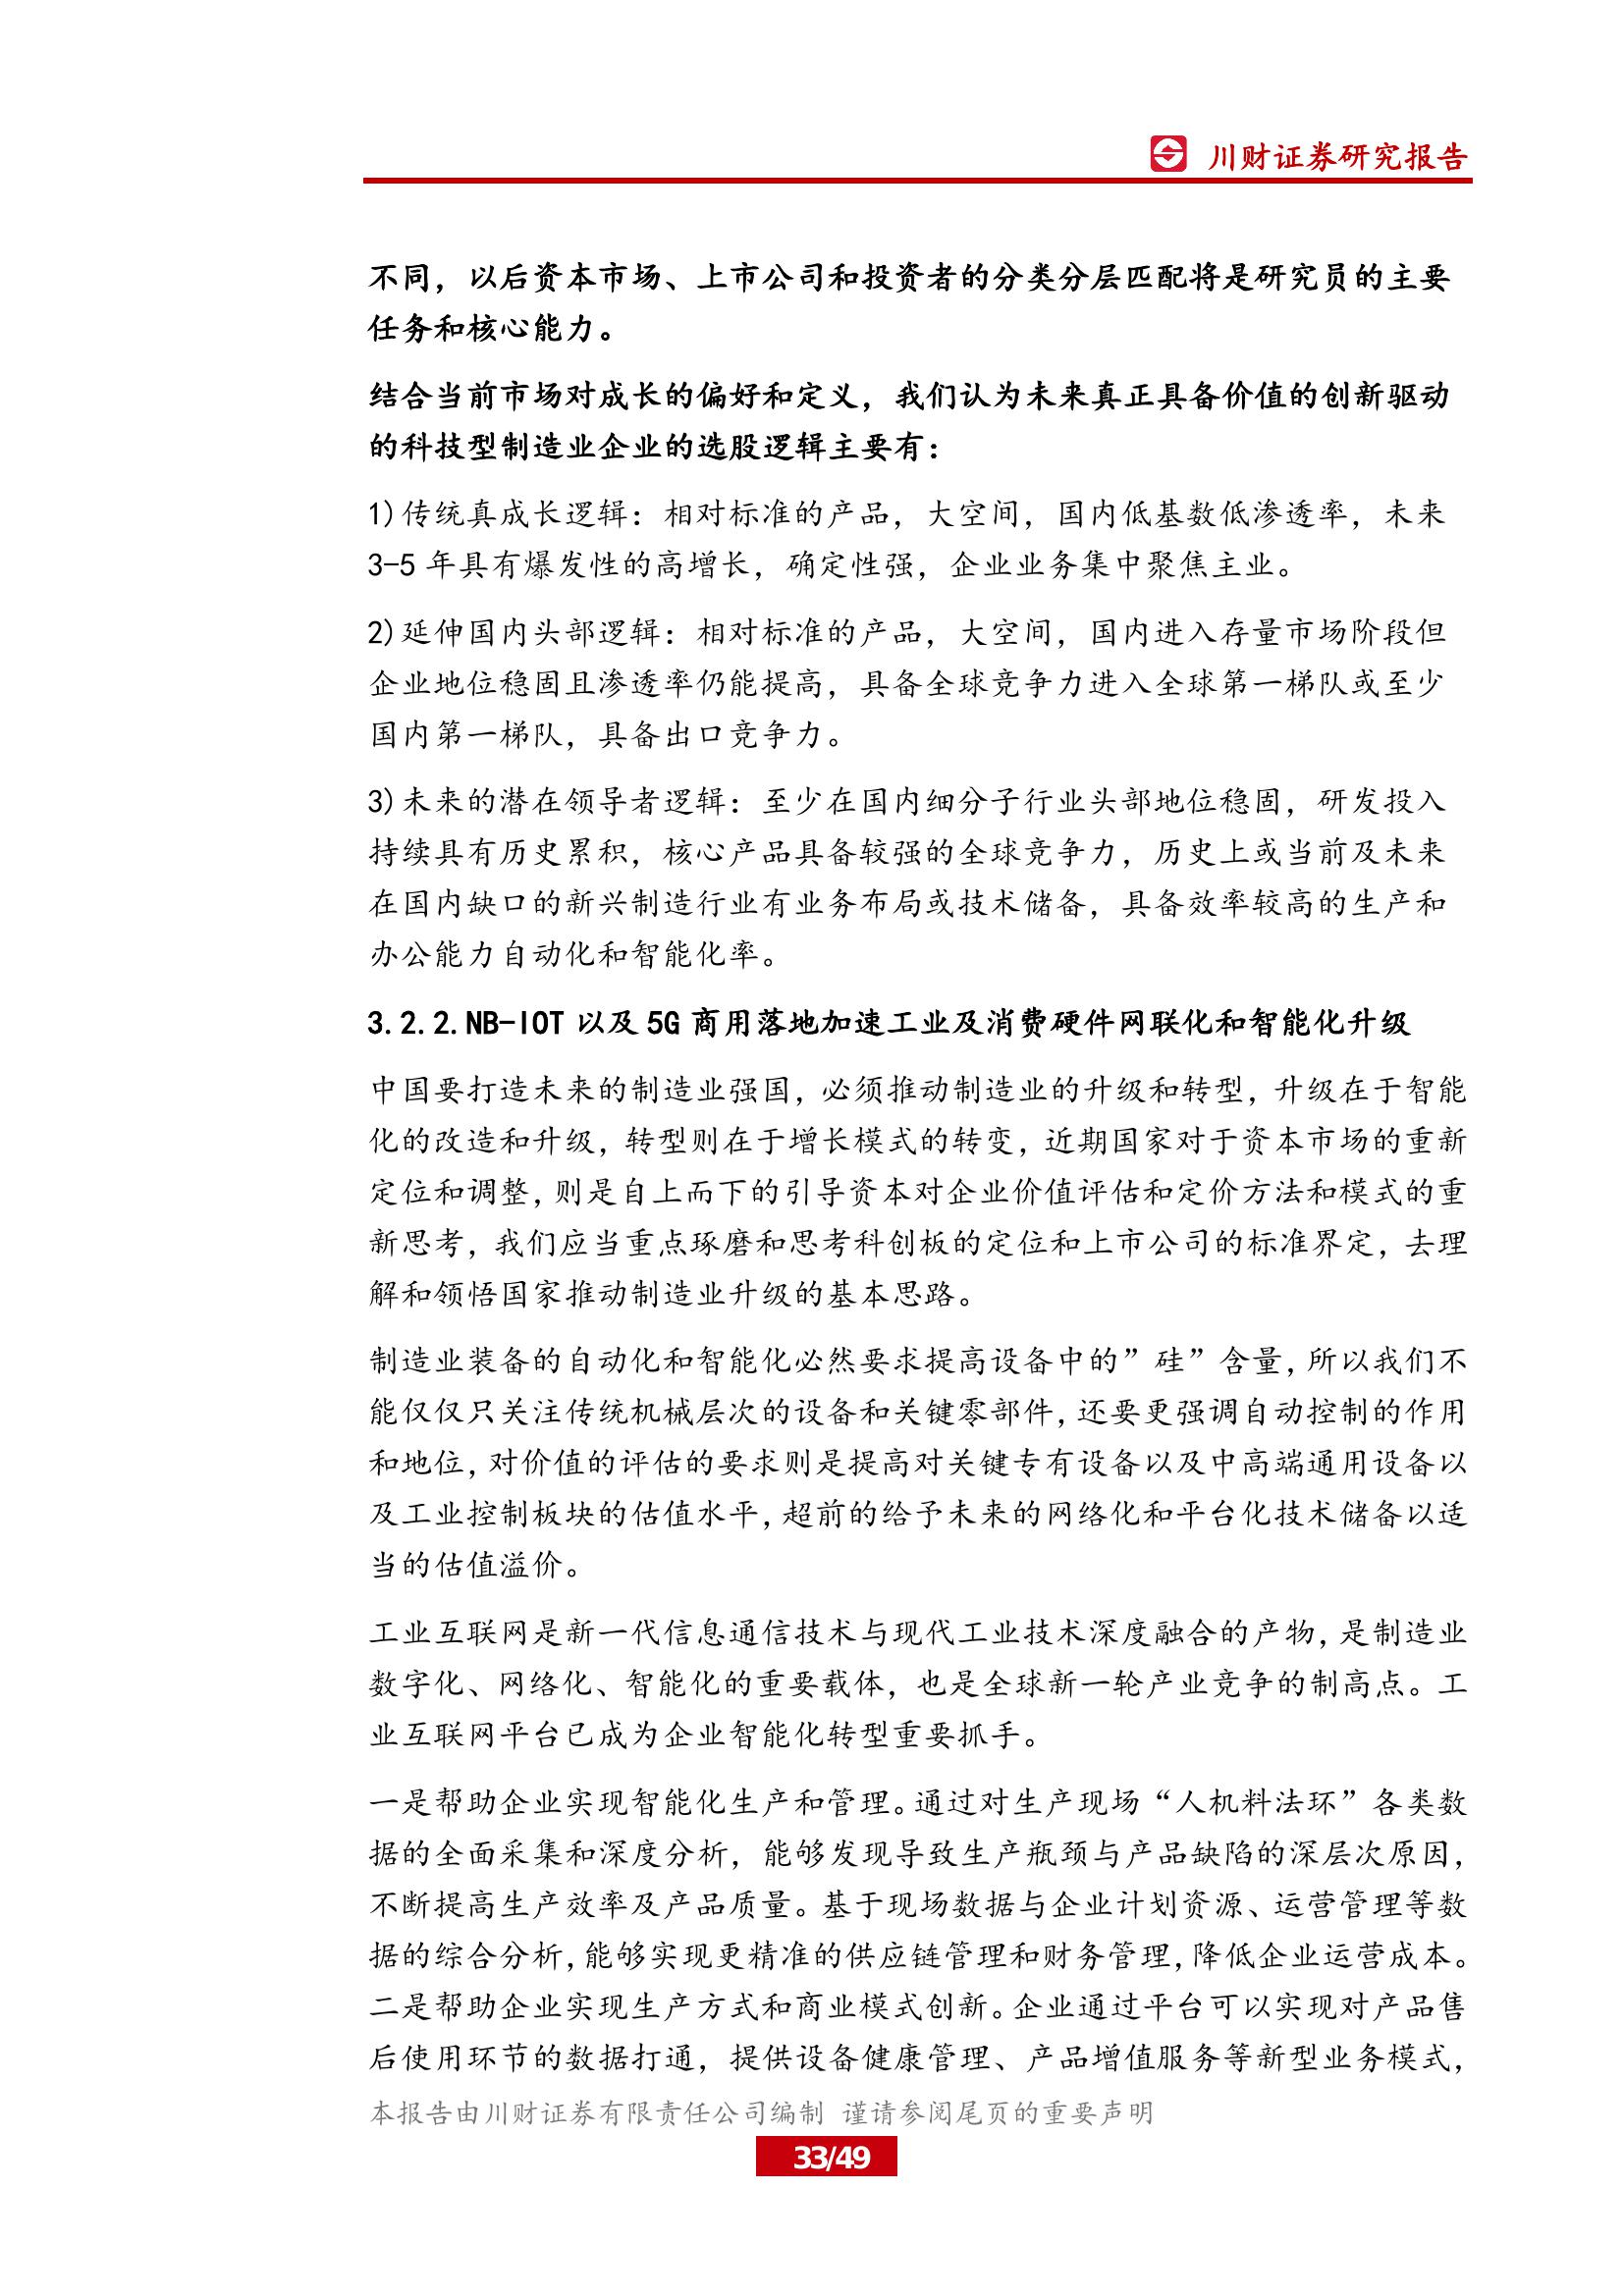 川财证券研究报告
不同，以后资本市场、上市公司和投资者的分类分层匹配将是研究员的主要
任务和核心能力。
结合当前市场对成长的偏好和定义，我们认为未来真正具备价值的创新驱动
的科技型制造业企业的选股逻辑主要有：
1)传统真成长逻辑：相对标准的产品，大空间，国内低基数低渗透率，未来
3-5 年具有爆发性的高增长，确定性强，企业业务集中聚焦主业。
2)延伸国内头部逻辑：相对标准的产品，大空间，国内进入存量市场阶段但
企业地位稳固且渗透率仍能提高，具备全球竞争力进入全球第一梯队或至少
国内第一梯队，具备出口竞争力。
3)未来的潜在领导者逻辑：至少在国内细分子行业头部地位稳固，研发投入
持续具有历史累积，核心产品具备较强的全球竞争力，历史上或当前及未来
在国内缺口的新兴制造行业有业务布局或技术储备，具备效率较高的生产和
办公能力自动化和智能化率。
3.2.2.NB-IOT 以及 5G 商用落地加速工业及消费硬件网联化和智能化升级
中国要打造未来的制造业强国，必须推动制造业的升级和转型，升级在于智能
化的改造和升级，转型则在于增长模式的转变，近期国家对于资本市场的重新
定位和调整，则是自上而下的引导资本对企业价值评估和定价方法和模式的重
新思考，我们应当重点琢磨和思考科创板的定位和上市公司的标准界定，去理
解和领悟国家推动制造业升级的基本思路。
制造业装备的自动化和智能化必然要求提高设备中的”硅”含量，所以我们不
能仅仅只关注传统机械层次的设备和关键零部件，还要更强调自动控制的作用
和地位，对价值的评估的要求则是提高对关键专有设备以及中高端通用设备以
及工业控制板块的估值水平，超前的给予未来的网络化和平台化技术储备以适
当的估值溢价。
工业互联网是新一代信息通信技术与现代工业技术深度融合的产物，是制造业
数字化、网络化、智能化的重要载体，也是全球新一轮产业竞争的制高点。工
业互联网平台已成为企业智能化转型重要抓手。
一是帮助企业实现智能化生产和管理。通过对生产现场“人机料法环”各类数
据的全面采集和深度分析，能够发现导致生产瓶颈与产品缺陷的深层次原因，
不断提高生产效率及产品质量。基于现场数据与企业计划资源、运营管理等数
据的综合分析，能够实现更精准的供应链管理和财务管理，降低企业运营成本。
二是帮助企业实现生产方式和商业模式创新。企业通过平台可以实现对产品售
后使用环节的数据打通，提供设备健康管理、产品增值服务等新型业务模式，
本报告由川财证券有限责任公司编制 谨请参阅尾页的重要声明
33/49